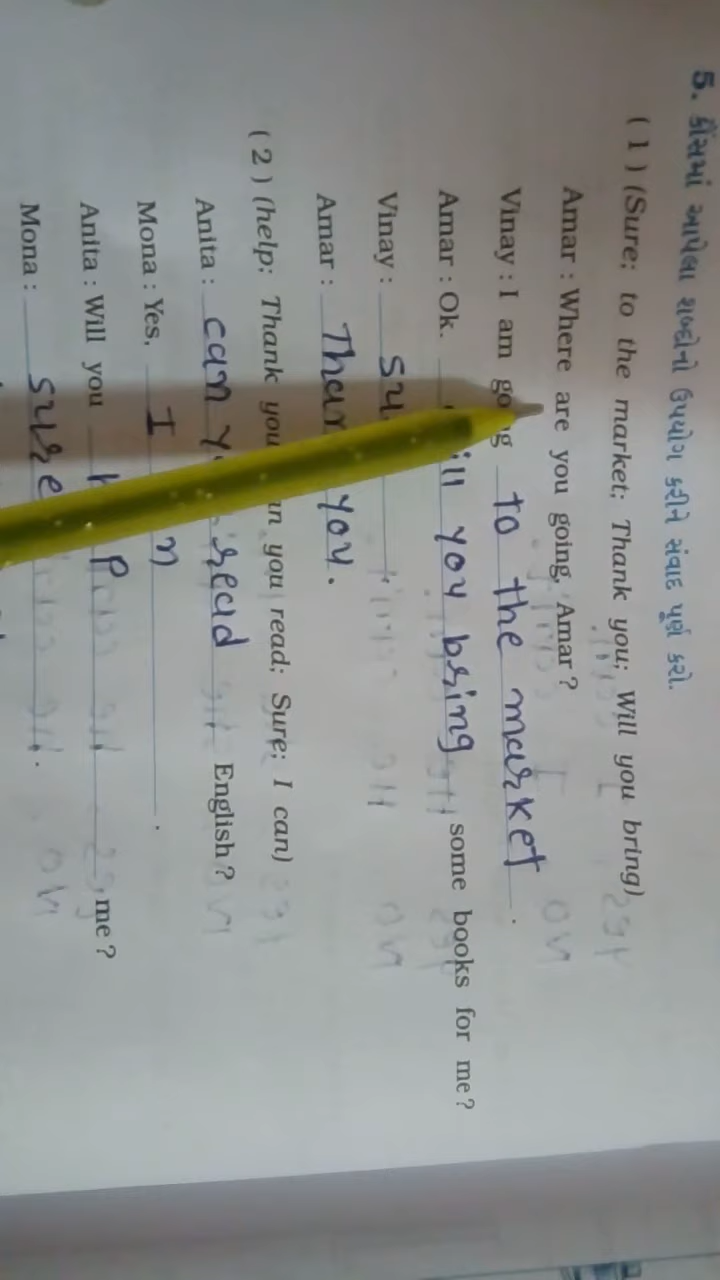 5. કૌંસમાં આપેલા શબ્દોનો ઉપયોગ કરીને સંવાદ પૂર્ણ કરો.
( 1 ) (Sure; to the market; Thank you; Will you bring)
Amar : Where are you going, Amar ?
Vinay : I am going to the market .
Amar : Ok. will you bring some books for me ?
Vinay :
Amar : you.
( 2 ) (help; Thank you; you read; Sure; I can)
Anita : can read English ?
Mona : Yes, I .
Anita : Will you me ?
Mona : sure .